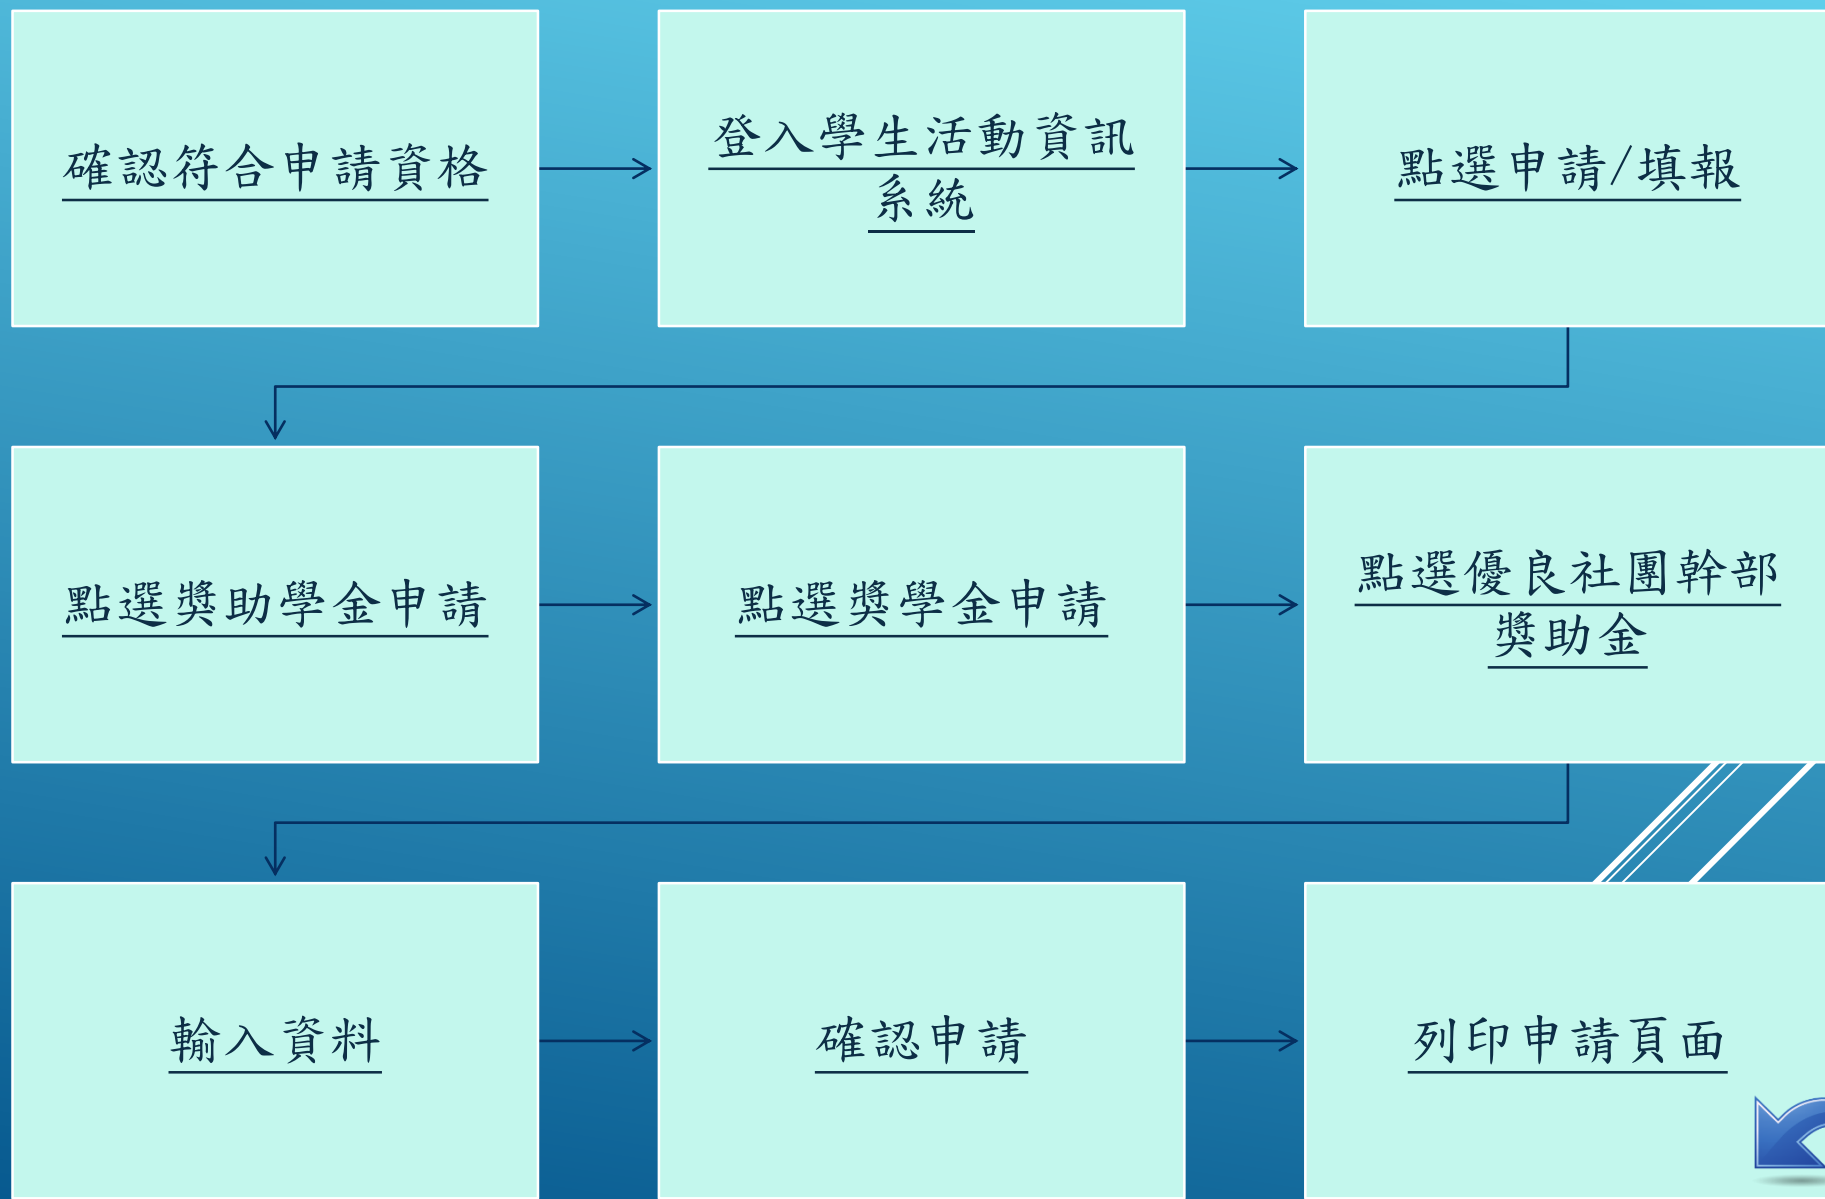 確認符合申請資格
登入學生活動資訊
系統
點選申請/填報
點選獎助學金申請
點選獎學金申請
點選優良社團幹部
獎助金
輸入資料
確認申請
列印申請頁面